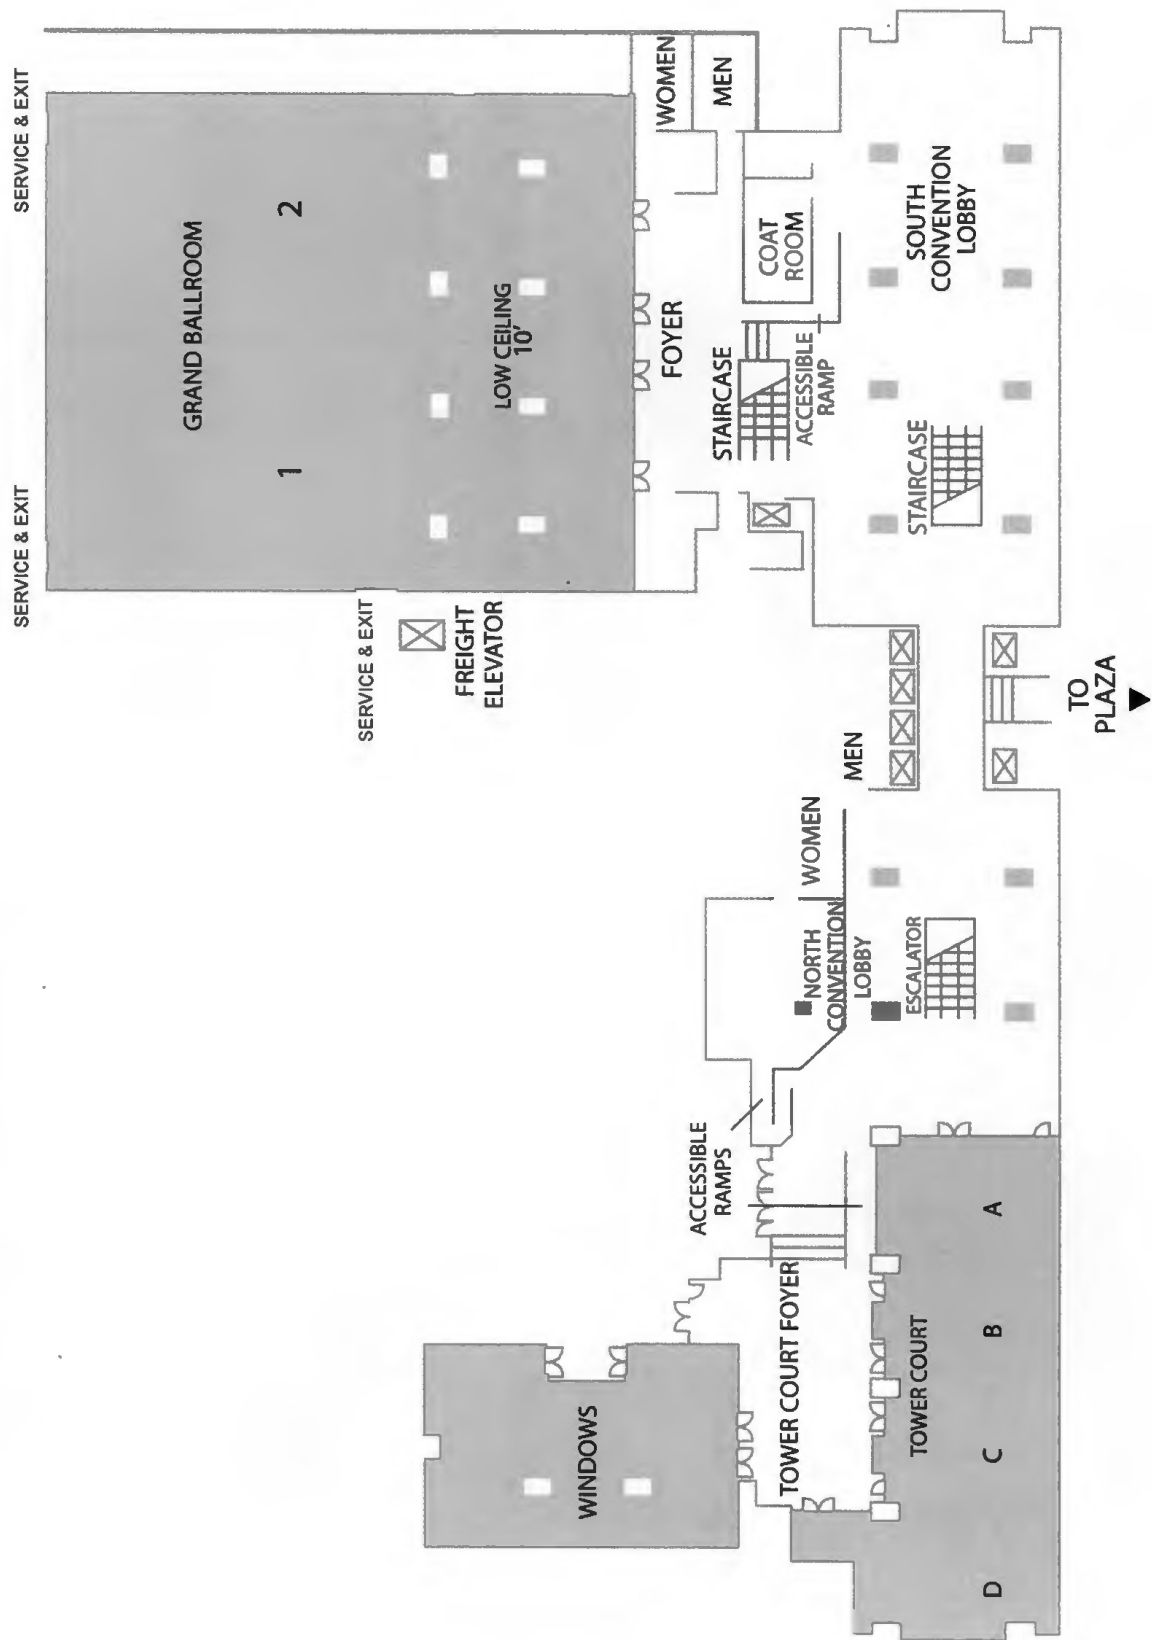 SERVICE & EXIT
SERVICE & EXIT
GRAND BALLROOM
1
2
SERVICE & EXIT
FREIGHT
ELEVATOR
LOW CEILING
10'
WOMEN
MEN
FOYER
STAIRCASE
ACCESSIBLE
RAMP
COAT
ROOM
STAIRCASE
SOUTH
CONVENTION
LOBBY
MEN
WOMEN
TO
PLAZA
NORTH
CONVENTION
LOBBY
ESCALATOR
ACCESSIBLE
RAMPS
WINDOWS
TOWER COURT FOYER
TOWER COURT
D
C
B
A